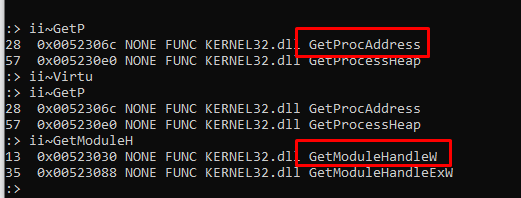 :> ii~GetP
28 0x0052306c NONE FUNC KERNEL32.dll GetProcAddress
57 0x005230e0 NONE FUNC KERNEL32.dll GetProcessHeap
:> ii~Virtu
:> ii~GetP
28 0x0052306c NONE FUNC KERNEL32.dll GetProcAddress
57 0x005230e0 NONE FUNC KERNEL32.dll GetProcessHeap
:> ii~GetModuleH
13 0x00523030 NONE FUNC KERNEL32.dll GetModuleHandleW
35 0x00523088 NONE FUNC KERNEL32.dll GetModuleHandleExW
:>